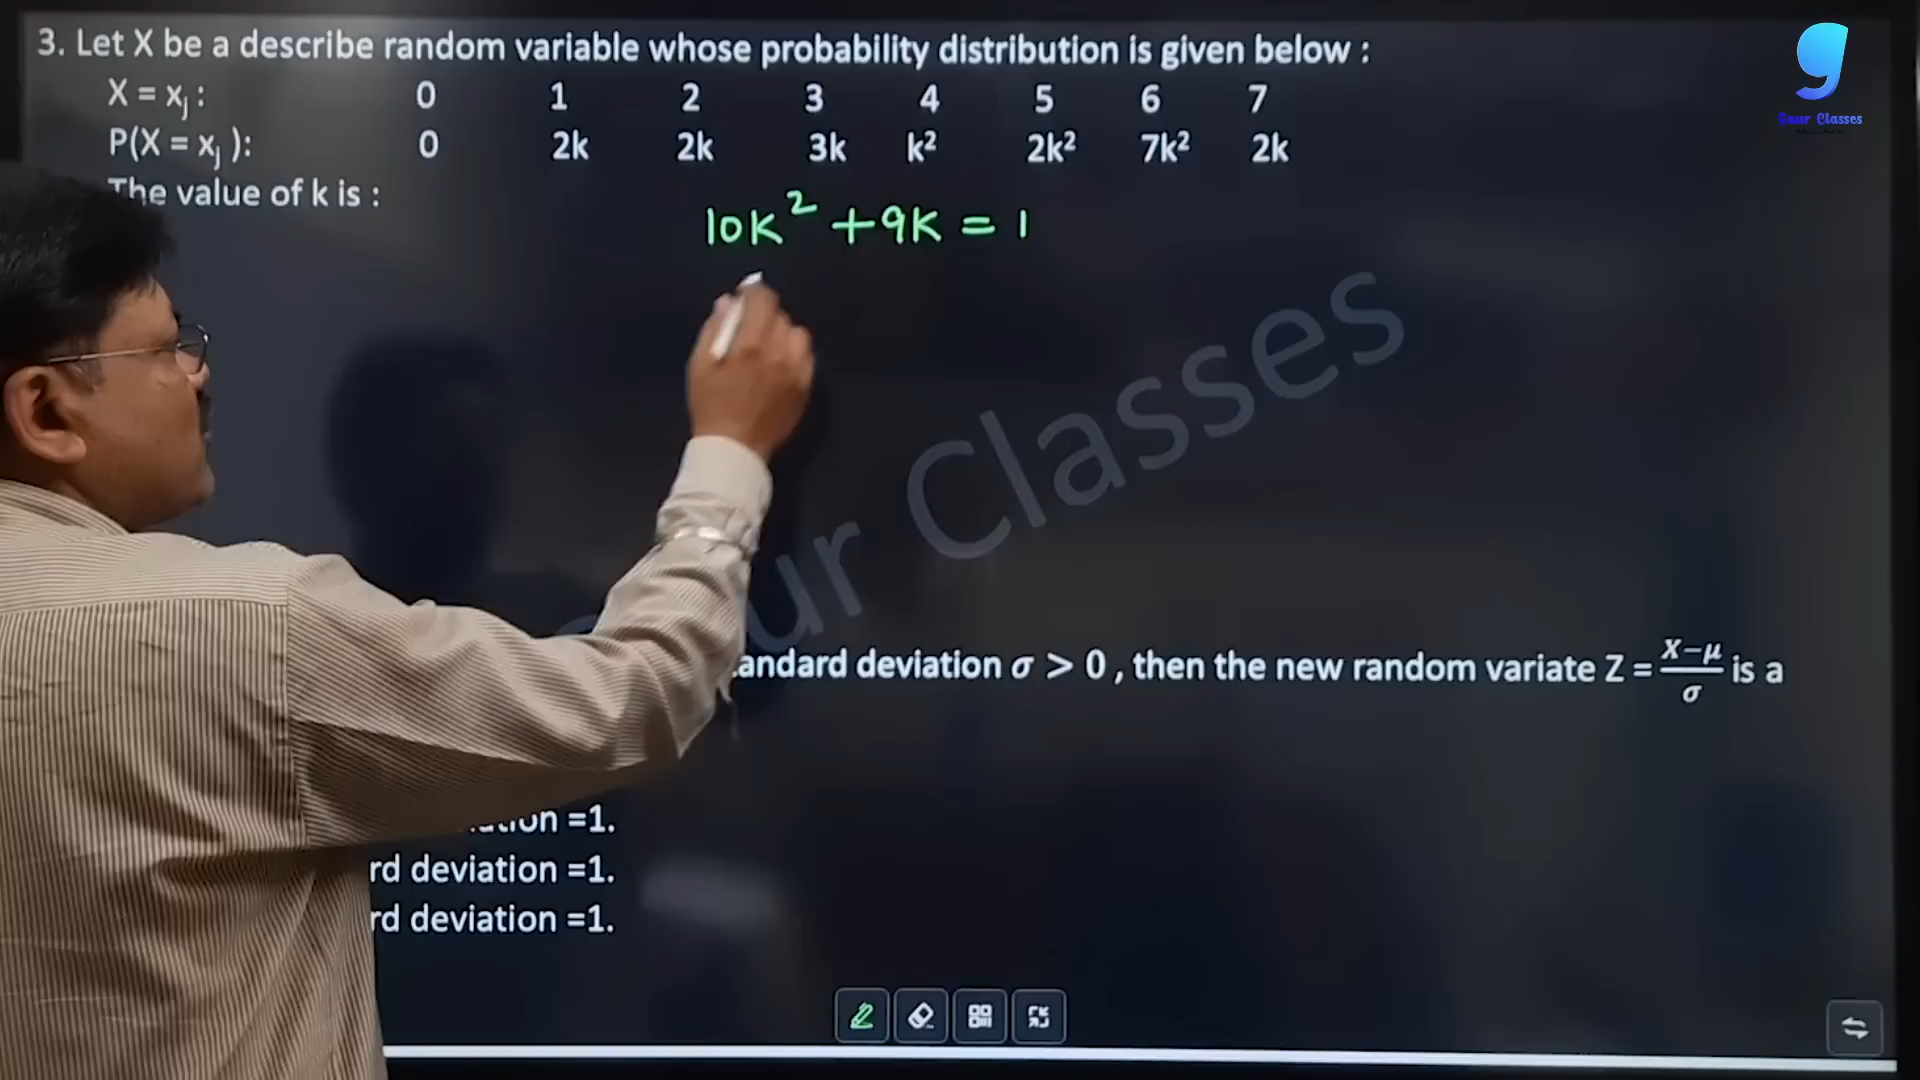 3. Let X be a describe random variable whose probability distribution is given below :
X = xj : 0 1 2 3 4 5 6 7
P(X = xj ): 0 2k 2k 3k k² 2k² 7k² 2k
The value of k is :
10K² + 9K = 1
Gaur Classes
ur Classes
andard deviation σ > 0 , then the new random variate Z = X−μ/σ is a
=1.
rd deviation =1.
rd deviation =1.